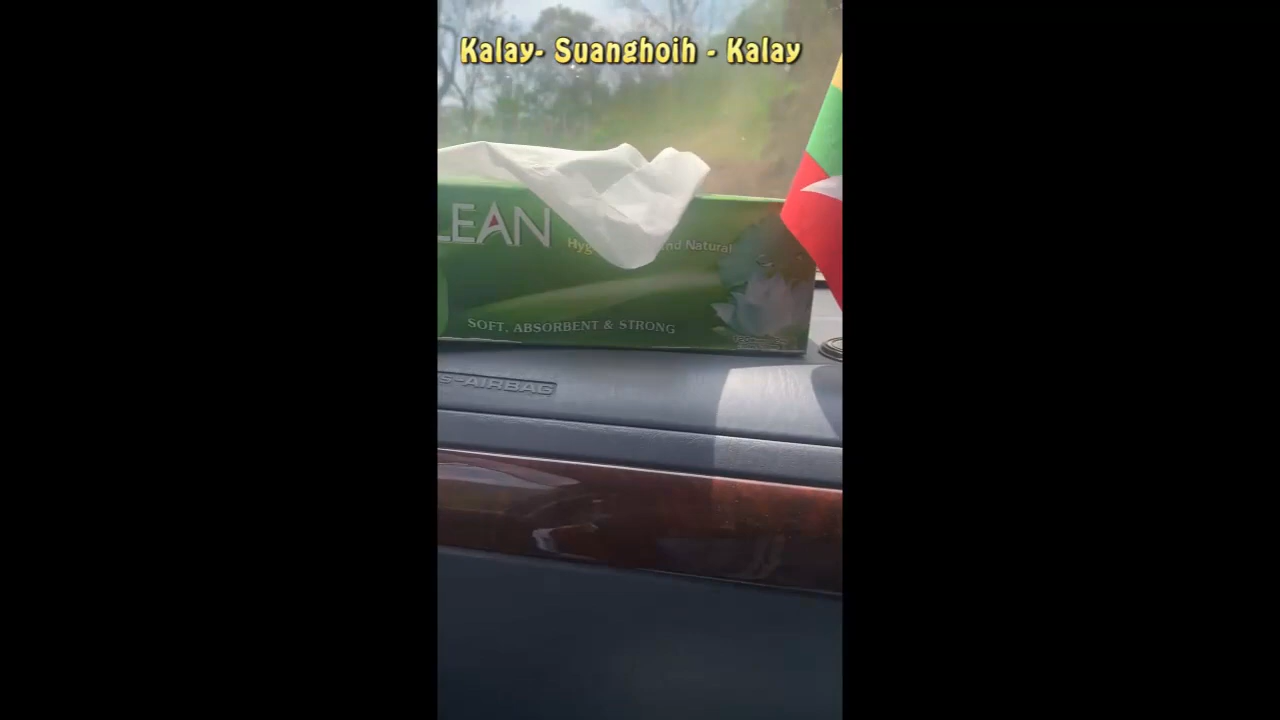 Kalay- Suanghoih - Kalay
LEAN
Hyg nd Natural
SOFT, ABSORBENT & STRONG
S-AIRBAG